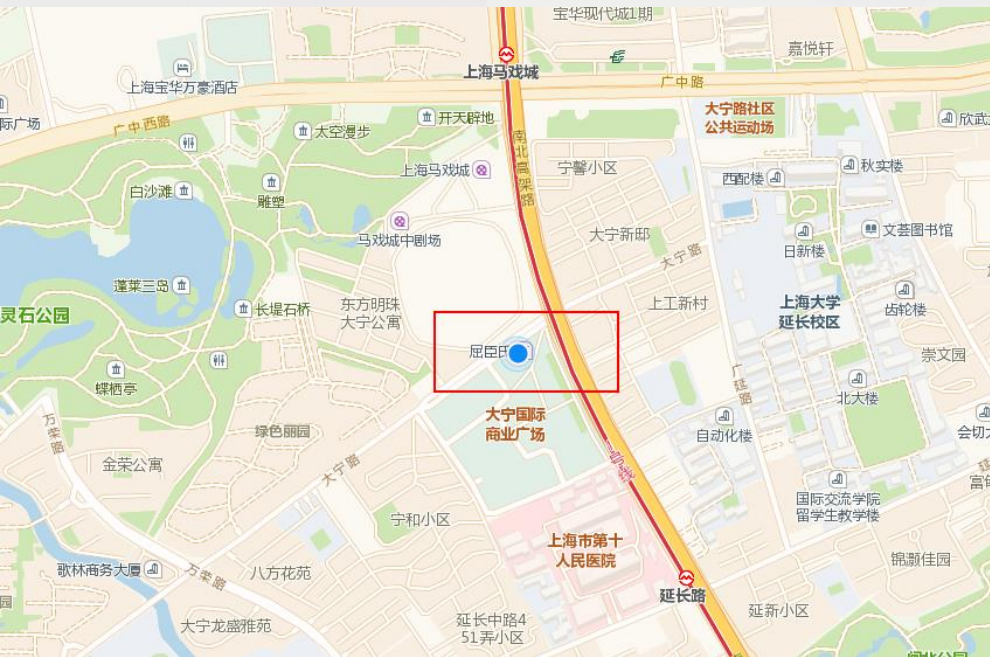 宝华现代城1期
嘉悦轩
上海马戏城
上海宝华万豪酒店
广中路
际广场
广中西路
太空漫步
开天辟地
大宁路社区
公共运动场
欣武
南北高架路
上海马戏城
宁馨小区
西配楼
秋实楼
白沙滩
雕塑
马戏城中剧场
大宁新邸
文荟图书馆
日新楼
大宁路
蓬莱三岛
长堤石桥
东方明珠
大宁公寓
上工新村
上海大学
延长校区
齿轮楼
灵石公园
屈臣氏
崇文园
蝶栖亭
广延路
北大楼
万荣路
绿色丽园
大宁国际
商业广场
自动化楼
会切
金荣公寓
大宁路
1号线
延
富
国际交流学院
留学生教学楼
宁和小区
上海市第十
人民医院
锦灏佳园
歌林商务大厦
万荣路
八方花苑
延长路
园
大宁龙盛雅苑
延长中路4
51弄小区
延新小区
闸北公园